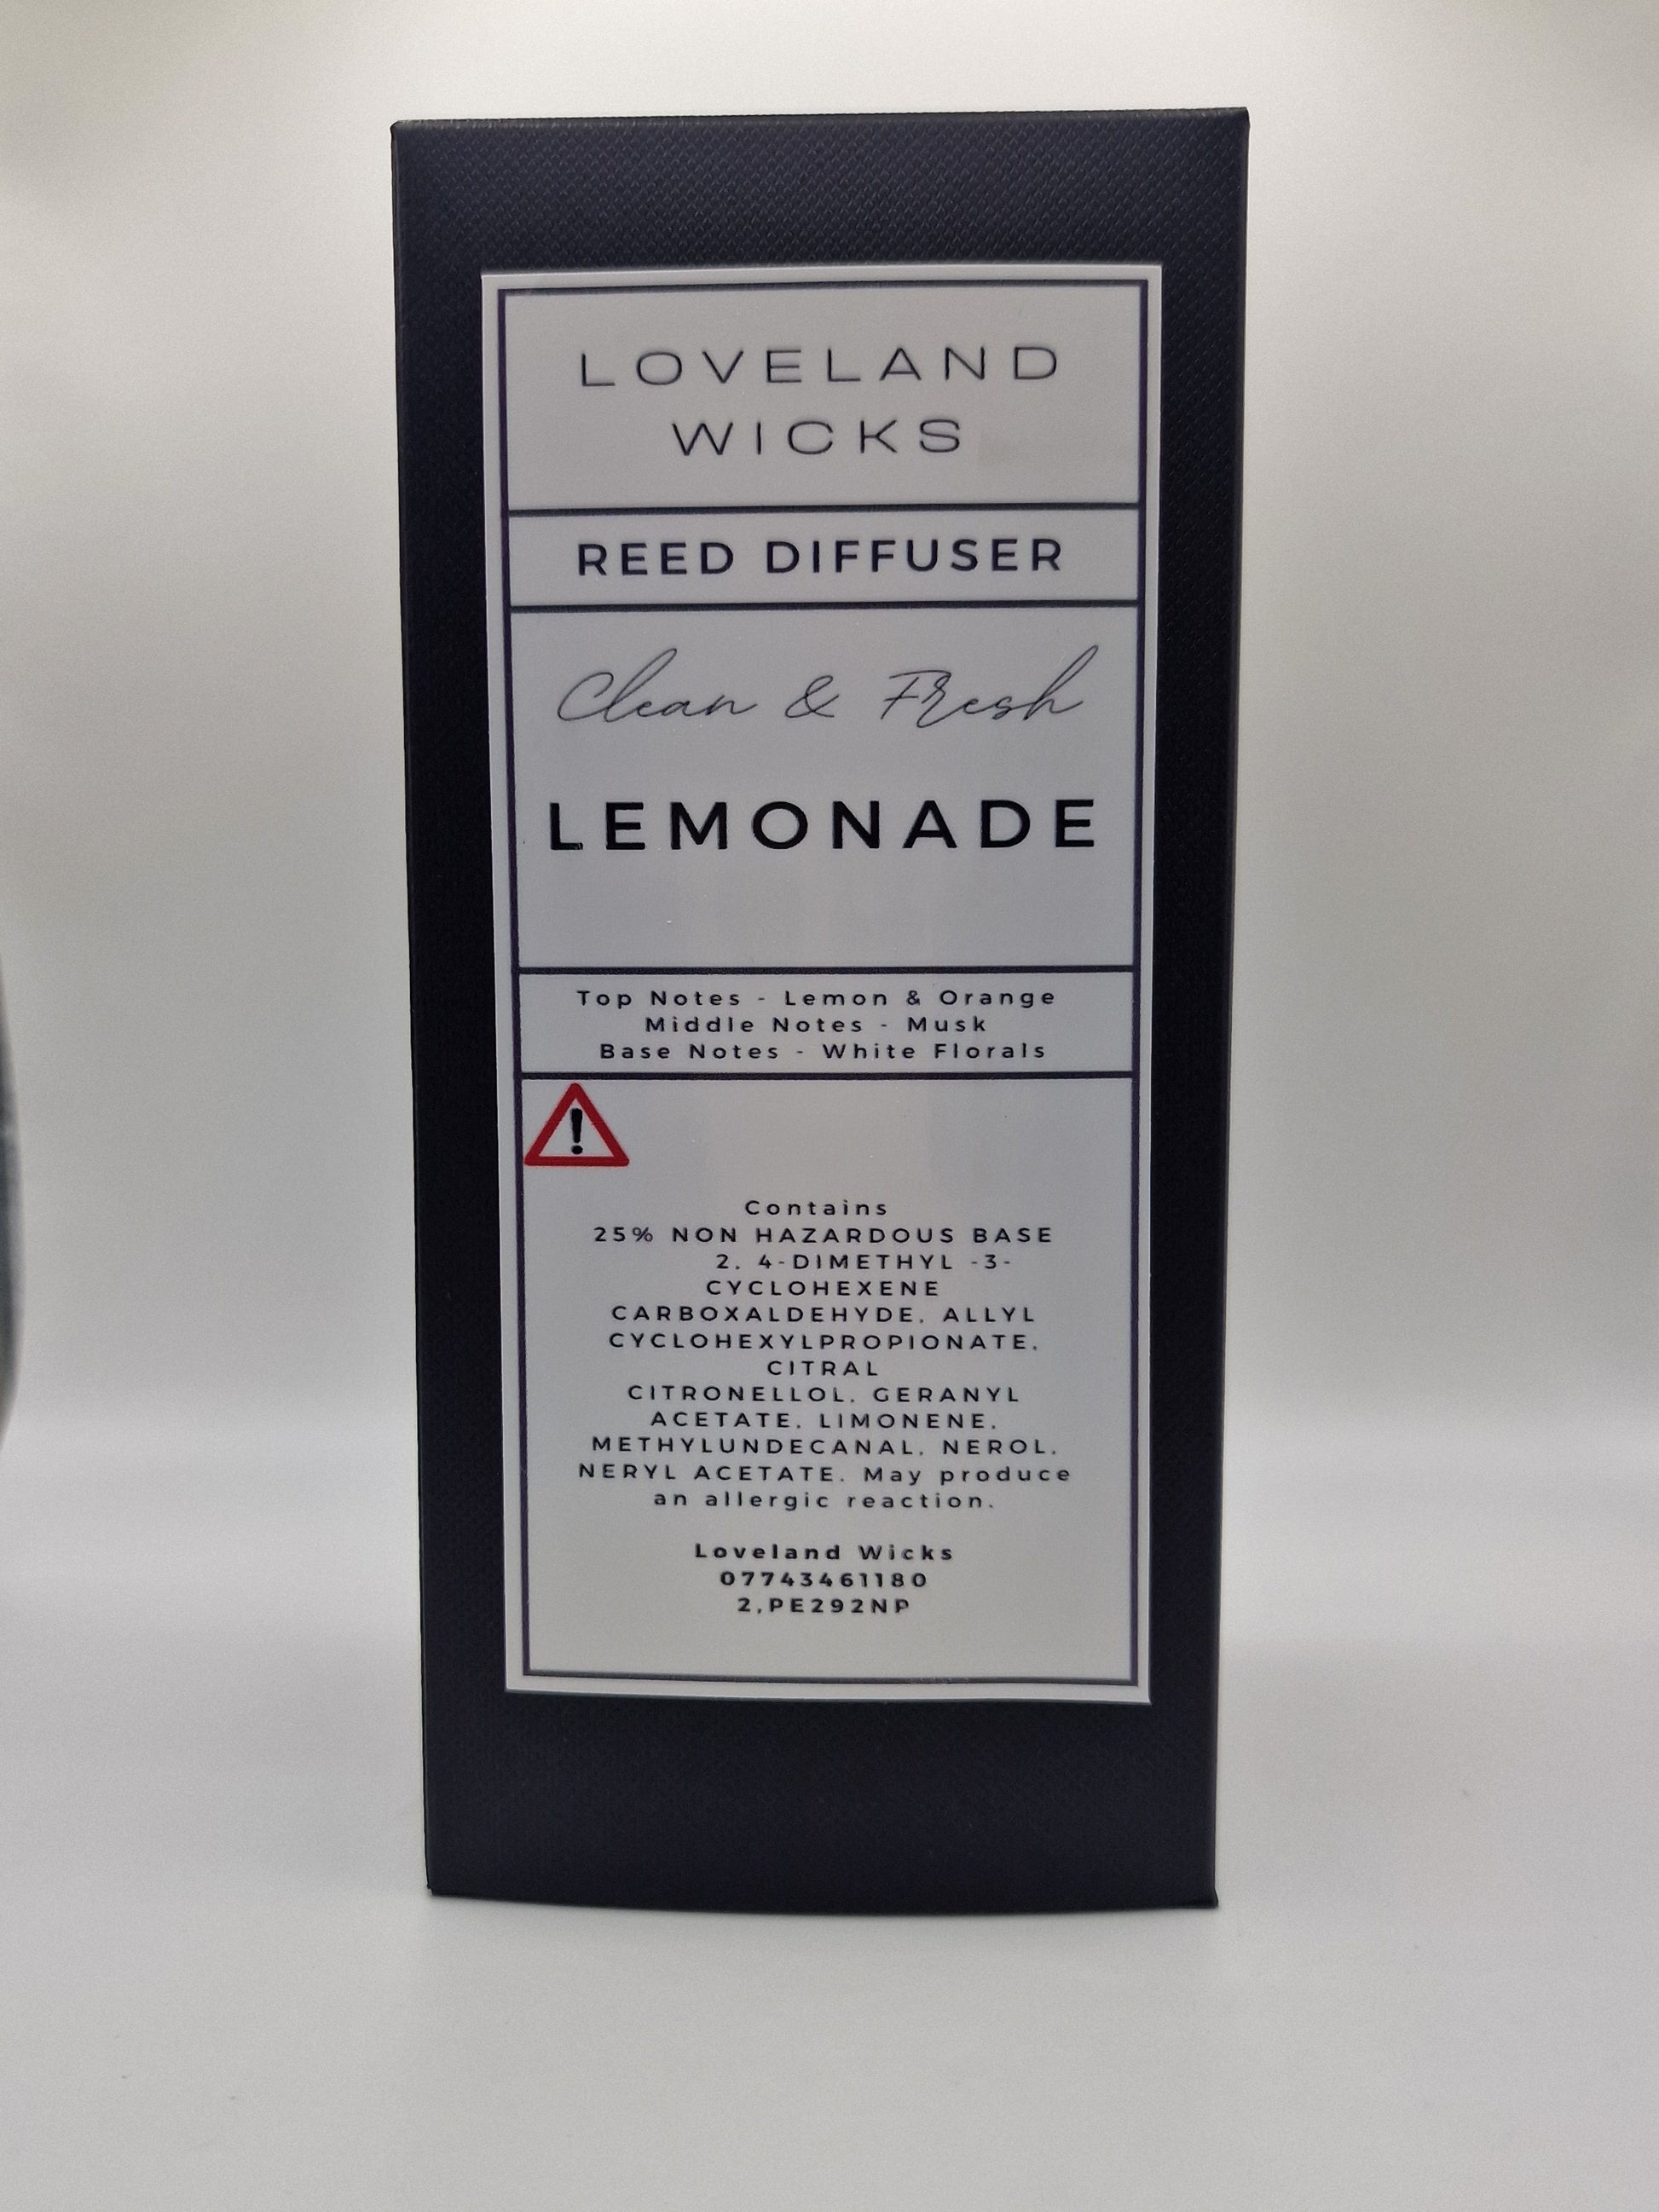 LOVELAND
WICKS
REED DIFFUSER
Clean & Fresh
LEMONADE
Top Notes - Lemon & Orange
Middle Notes - Musk
Base Notes - White Florals
!
Contains
25% NON HAZARDOUS BASE
2, 4-DIMETHYL -3-
CYCLOHEXENE
CARBOXALDEHYDE, ALLYL
CYCLOHEXYLPROPIONATE,
CITRAL
CITRONELLOL, GERANYL
ACETATE, LIMONENE,
METHYLUNDECANAL, NEROL,
NERYL ACETATE. May produce
an allergic reaction.
Loveland Wicks
07743461180
2,PE292NP